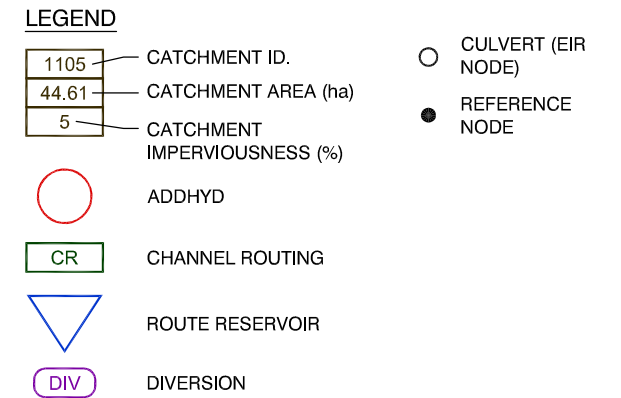 LEGEND
1105
CATCHMENT ID.
44.61
CATCHMENT AREA (ha)
5
CATCHMENT
IMPERVIOUSNESS (%)
ADDHYD
CR
CHANNEL ROUTING
ROUTE RESERVOIR
DIV
DIVERSION
CULVERT (EIR
NODE)
REFERENCE
NODE